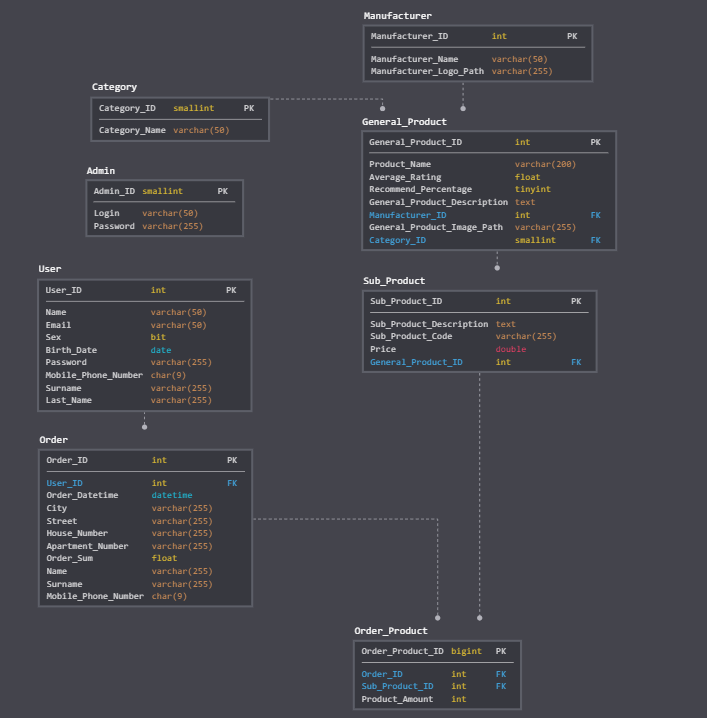 Manufacturer
Manufacturer_ID int PK
Manufacturer_Name varchar(50)
Manufacturer_Logo_Path varchar(255)
Category
Category_ID smallint PK
Category_Name varchar(50)
General_Product
General_Product_ID int PK
Product_Name varchar(200)
Average_Rating float
Recommend_Percentage tinyint
General_Product_Description text
Manufacturer_ID int FK
General_Product_Image_Path varchar(255)
Category_ID smallint FK
Admin
Admin_ID smallint PK
Login varchar(50)
Password varchar(255)
User
User_ID int PK
Name varchar(50)
Email varchar(50)
Sex bit
Birth_Date date
Password varchar(255)
Mobile_Phone_Number char(9)
Surname varchar(255)
Last_Name varchar(255)
Sub_Product
Sub_Product_ID int PK
Sub_Product_Description text
Sub_Product_Code varchar(255)
Price double
General_Product_ID int FK
Order
Order_ID int PK
User_ID int FK
Order_Datetime datetime
City varchar(255)
Street varchar(255)
House_Number varchar(255)
Apartment_Number varchar(255)
Order_Sum float
Name varchar(255)
Surname varchar(255)
Mobile_Phone_Number char(9)
Order_Product
Order_Product_ID bigint PK
Order_ID int FK
Sub_Product_ID int FK
Product_Amount int